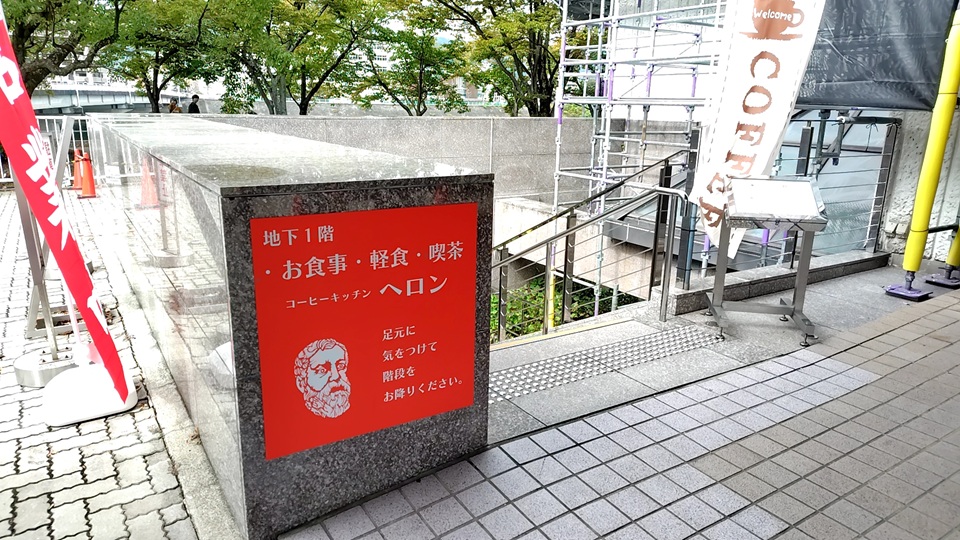 地下1階
・お食事・軽食・喫茶
コーヒーキッチン ヘロン
足元に
気をつけて
階段を
お降りください。
Welcome
COFFEE
業